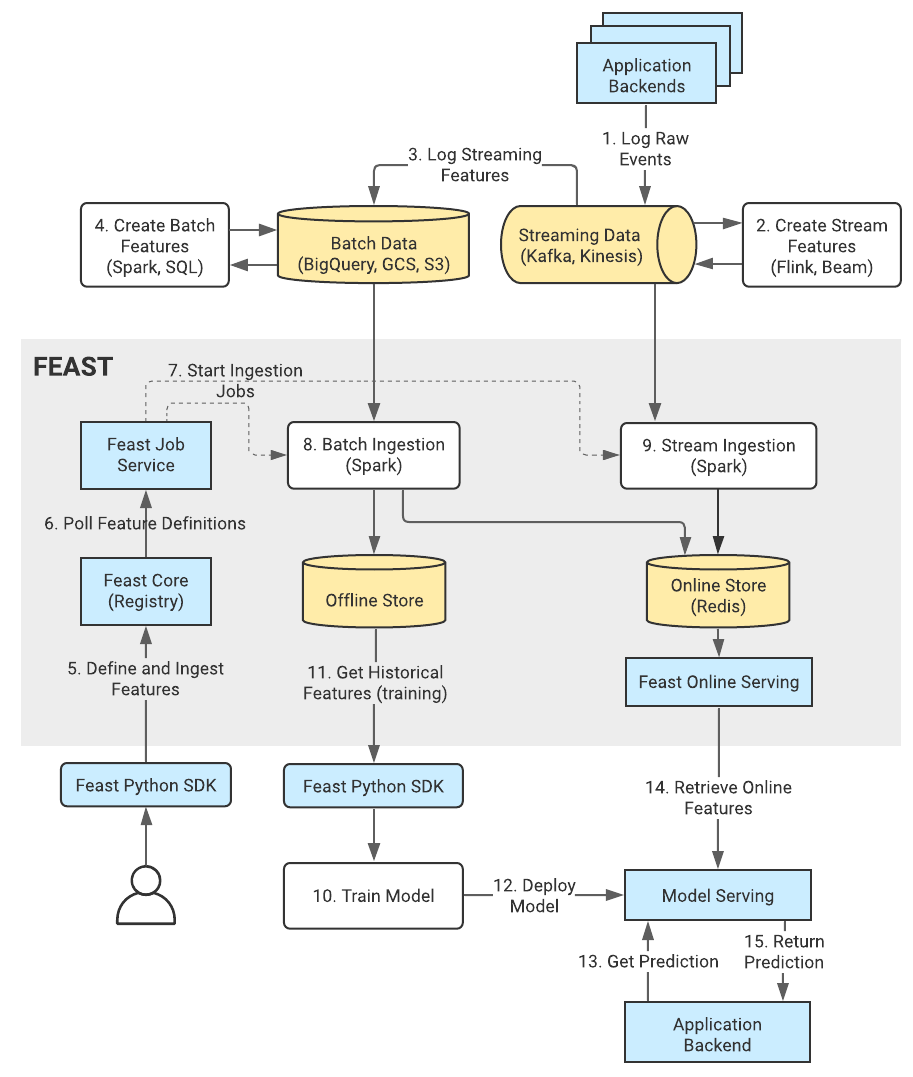 Application
Backends
1. Log Raw
Events
3. Log Streaming
Features
4. Create Batch
Features
(Spark, SQL)
Batch Data
(BigQuery, GCS, S3)
Streaming Data
(Kafka, Kinesis)
2. Create Stream
Features
(Flink, Beam)
FEAST
7. Start Ingestion
Jobs
Feast Job
Service
8. Batch Ingestion
(Spark)
9. Stream Ingestion
(Spark)
6. Poll Feature Definitions
Feast Core
(Registry)
Offline Store
Online Store
(Redis)
5. Define and Ingest
Features
11. Get Historical
Features (training)
Feast Online Serving
Feast Python SDK
Feast Python SDK
14. Retrieve Online
Features
10. Train Model
12. Deploy
Model
Model Serving
13. Get Prediction
15. Return
Prediction
Application
Backend